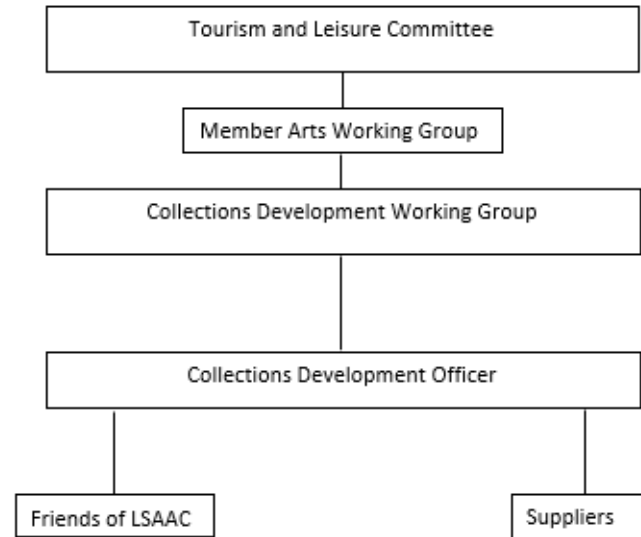 Tourism and Leisure Committee
Member Arts Working Group
Collections Development Working Group
Collections Development Officer
Friends of LSAAC
Suppliers